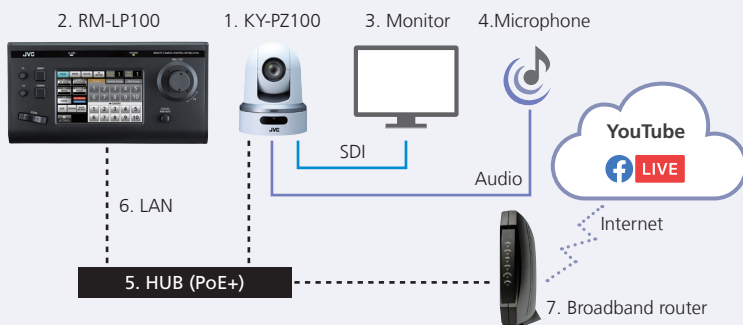 2. RM-LP100
1. KY-PZ100
3. Monitor
4.Microphone
JVC
JVC
SDI
Audio
YouTube
LIVE
Internet
6. LAN
5. HUB (PoE+)
7. Broadband router